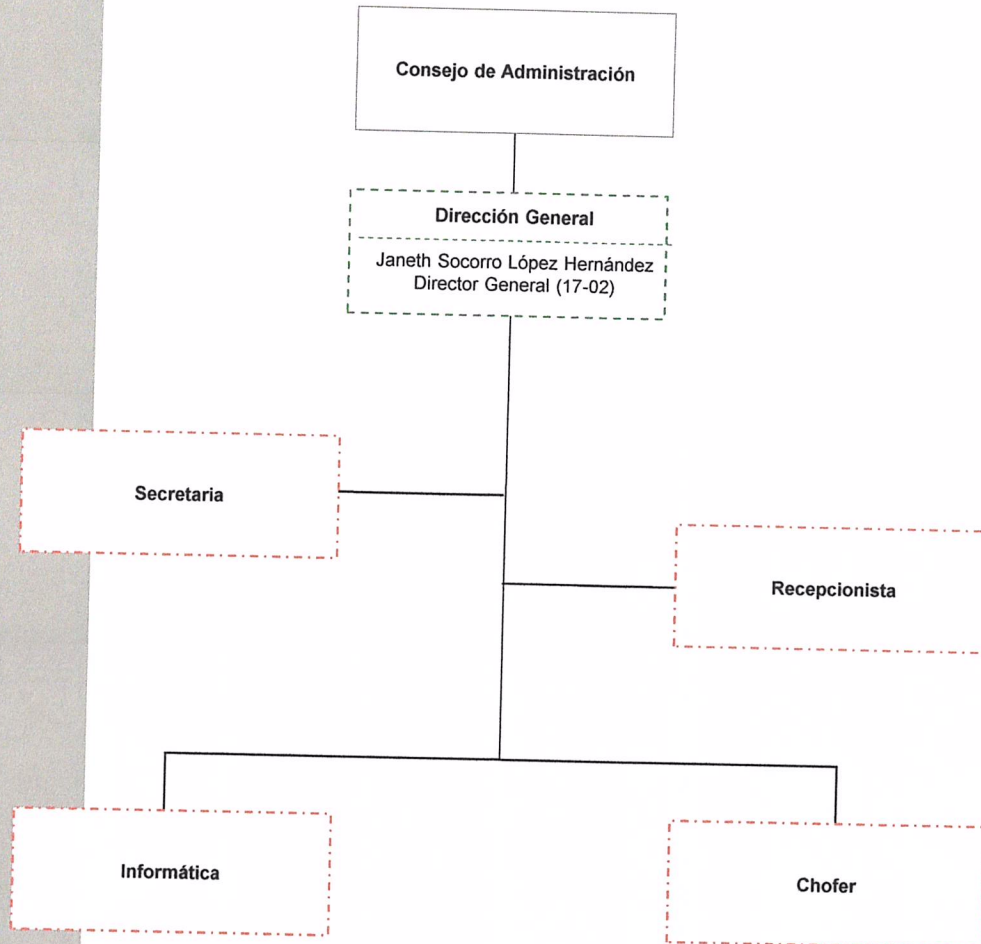 Consejo de Administración
Dirección General
Janeth Socorro López Hernández
Director General (17-02)
Secretaria
Recepcionista
Informática
Chofer